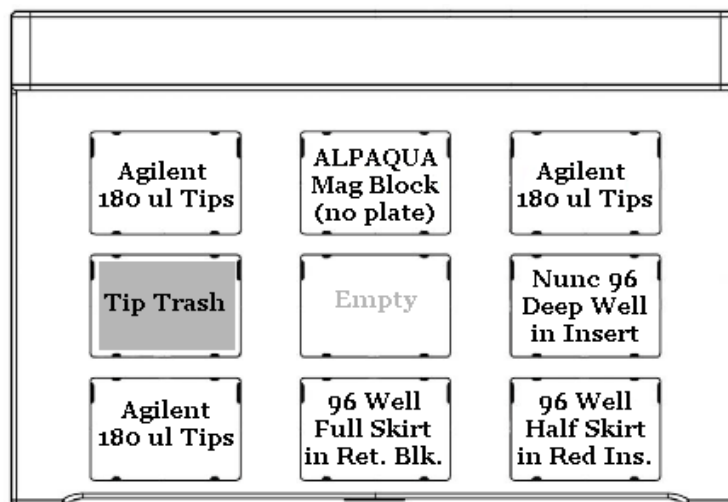 Agilent
180 ul Tips
ALPAQUA
Mag Block
(no plate)
Agilent
180 ul Tips
Tip Trash
Empty
Nunc 96
Deep Well
in Insert
Agilent
180 ul Tips
96 Well
Full Skirt
in Ret. Blk.
96 Well
Half Skirt
in Red Ins.